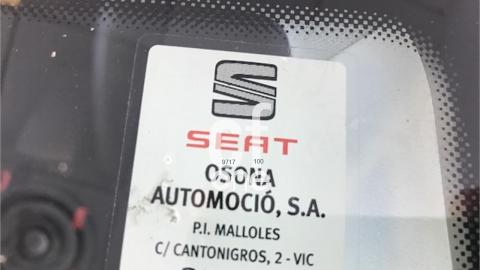 SEAT
9717 100
OSONA
AUTOMOCIÓ, S.A.
P.I. MALLOLES
C/ CANTONIGROS, 2 - VIC